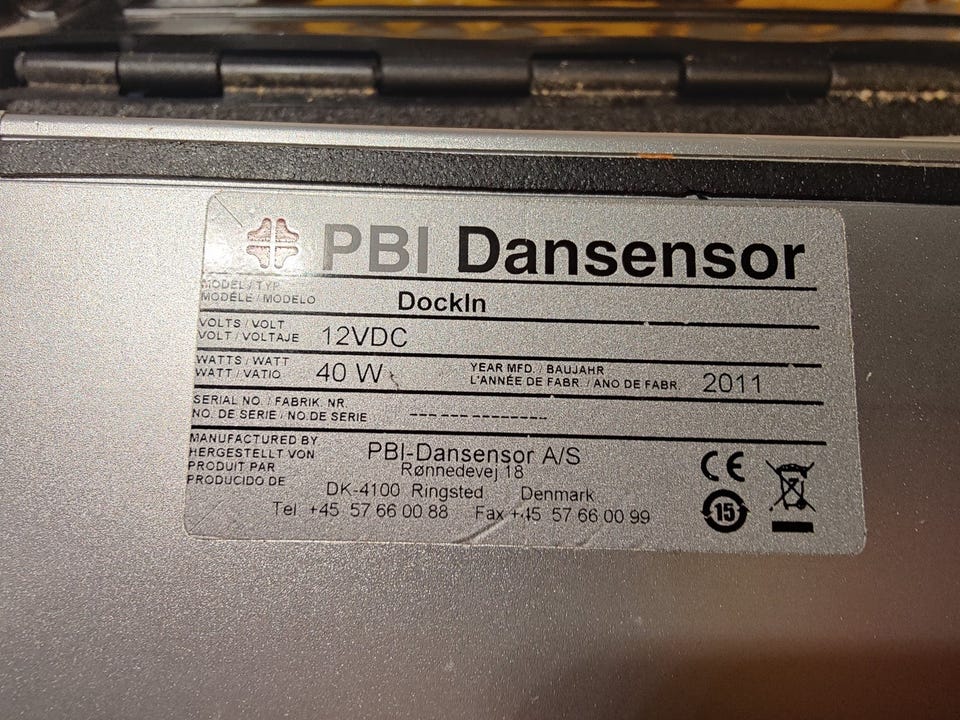 PBI Dansensor
MODEL / TYP
MODÈLE / MODELO DockIn
VOLTS / VOLT
VOLT / VOLTAJE 12VDC
WATTS / WATT
WATT / VATIO 40 W
YEAR MFD. / BAUJAHR
L'ANNÉE DE FABR. / ANO DE FABR. 2011
SERIAL NO. / FABRIK. NR.
NO. DE SERIE / NO. DE SERIE ---------------
MANUFACTURED BY
HERGESTELLT VON
PRODUIT PAR
PRODUCIDO DE
PBI-Dansensor A/S
Rønnedevej 18
DK-4100 Ringsted Denmark
Tel +45 57 66 00 88 Fax +45 57 66 00 99
CE
15